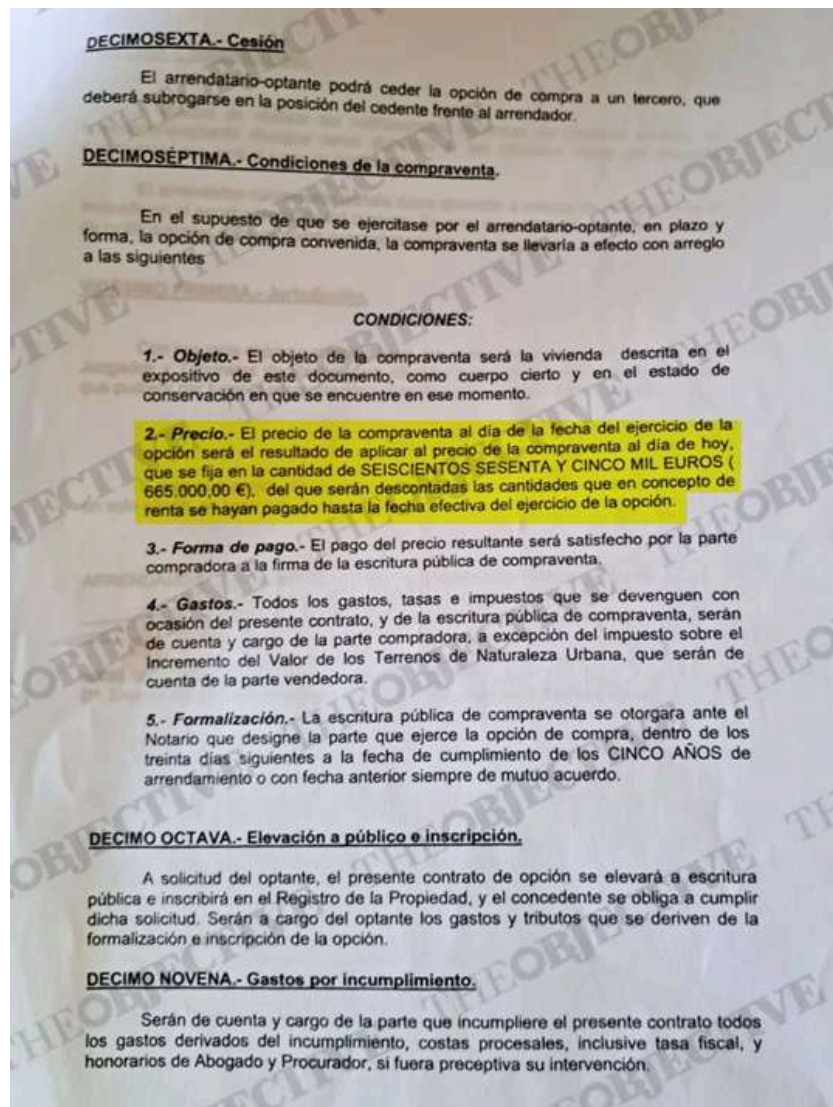 DECIMOSEXTA.- Cesión
El arrendatario-optante podrá ceder la opción de compra a un tercero, que
deberá subrogarse en la posición del cedente frente al arrendador.
DECIMOSÉPTIMA.- Condiciones de la compraventa.
En el supuesto de que se ejercitase por el arrendatario-optante, en plazo y
forma, la opción de compra convenida, la compraventa se llevaría a efecto con arreglo
a las siguientes
CONDICIONES:
1.- Objeto.- El objeto de la compraventa será la vivienda descrita en el
expositivo de este documento, como cuerpo cierto y en el estado de
conservación en que se encuentre en ese momento.
2.- Precio.- El precio de la compraventa al día de la fecha del ejercicio de la
opción será el resultado de aplicar al precio de la compraventa al día de hoy,
que se fija en la cantidad de SEISCIENTOS SESENTA Y CINCO MIL EUROS (
665.000,00 €), del que serán descontadas las cantidades que en concepto de
renta se hayan pagado hasta la fecha efectiva del ejercicio de la opción.
3.- Forma de pago.- El pago del precio resultante será satisfecho por la parte
compradora a la firma de la escritura pública de compraventa.
4.- Gastos.- Todos los gastos, tasas e impuestos que se devenguen con
ocasión del presente contrato, y de la escritura pública de compraventa, serán
de cuenta y cargo de la parte compradora, a excepción del impuesto sobre el
Incremento del Valor de los Terrenos de Naturaleza Urbana, que serán de
cuenta de la parte vendedora.
5.- Formalización.- La escritura pública de compraventa se otorgara ante el
Notario que designe la parte que ejerce la opción de compra, dentro de los
treinta días siguientes a la fecha de cumplimiento de los CINCO AÑOS de
arrendamiento o con fecha anterior siempre de mutuo acuerdo.
DECIMO OCTAVA.- Elevación a público e inscripción.
A solicitud del optante, el presente contrato de opción se elevará a escritura
pública e inscribirá en el Registro de la Propiedad, y el concedente se obliga a cumplir
dicha solicitud. Serán a cargo del optante los gastos y tributos que se deriven de la
formalización e inscripción de la opción.
DECIMO NOVENA.- Gastos por incumplimiento.
Serán de cuenta y cargo de la parte que incumpliere el presente contrato todos
los gastos derivados del incumplimiento, costas procesales, inclusive tasa fiscal, y
honorarios de Abogado y Procurador, si fuera preceptiva su intervención.
THEOBJECTIVE